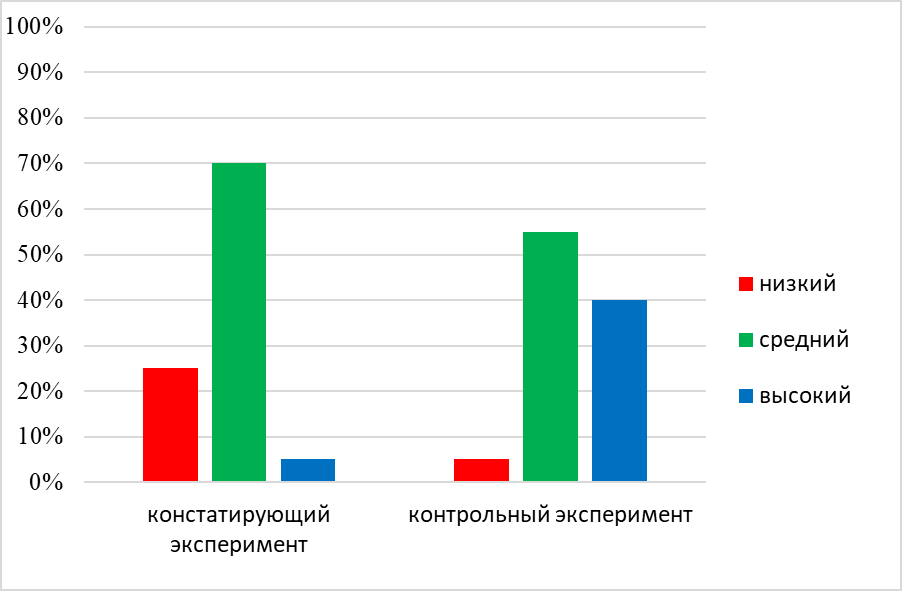 100%
90%
80%
70%
60%
50%
40%
30%
20%
10%
0%
констатирующий
эксперимент
контрольный эксперимент
низкий
средний
высокий